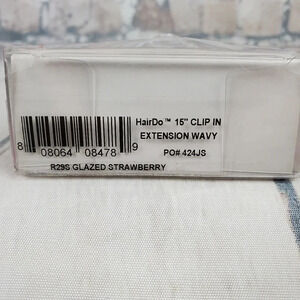 HairDo™ 15" CLIP IN
EXTENSION WAVY
8 08064 08478 9
PO# 424JS
R29S GLAZED STRAWBERRY